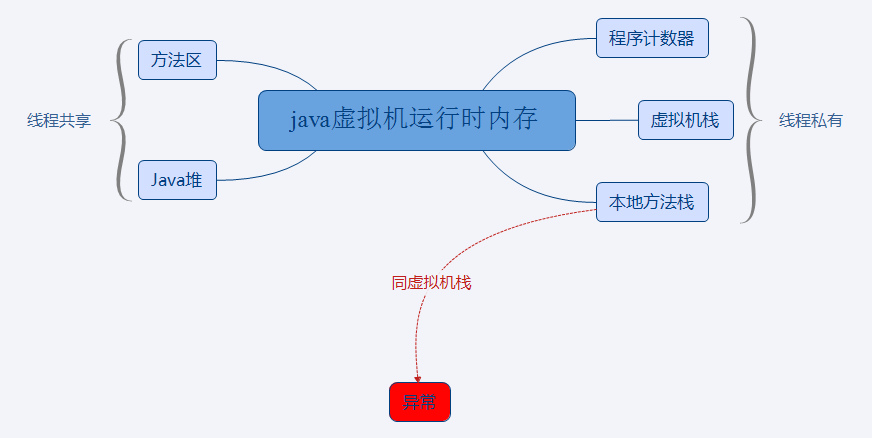 程序计数器
方法区
java虚拟机运行时内存
线程共享
虚拟机栈
线程私有
Java堆
本地方法栈
同虚拟机栈
异常